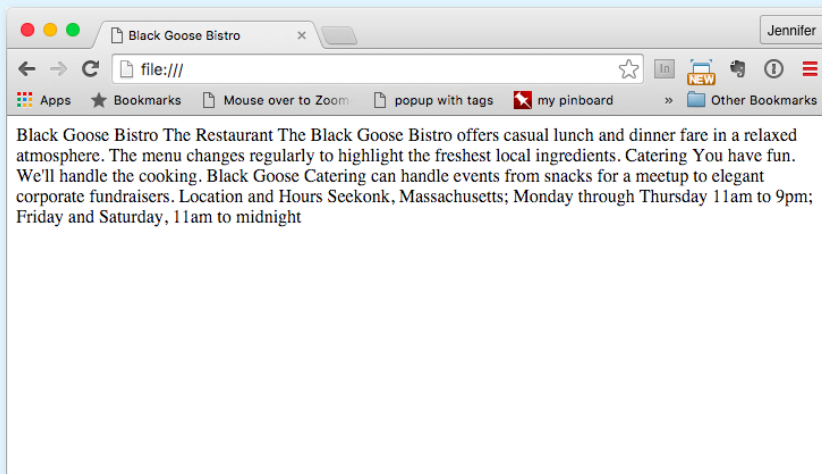 Black Goose Bistro
Jennifer
file:///
In
NEW
Apps Bookmarks Mouse over to Zoom popup with tags my pinboard » Other Bookmarks
Black Goose Bistro The Restaurant The Black Goose Bistro offers casual lunch and dinner fare in a relaxed
atmosphere. The menu changes regularly to highlight the freshest local ingredients. Catering You have fun.
We'll handle the cooking. Black Goose Catering can handle events from snacks for a meetup to elegant
corporate fundraisers. Location and Hours Seekonk, Massachusetts; Monday through Thursday 11am to 9pm;
Friday and Saturday, 11am to midnight